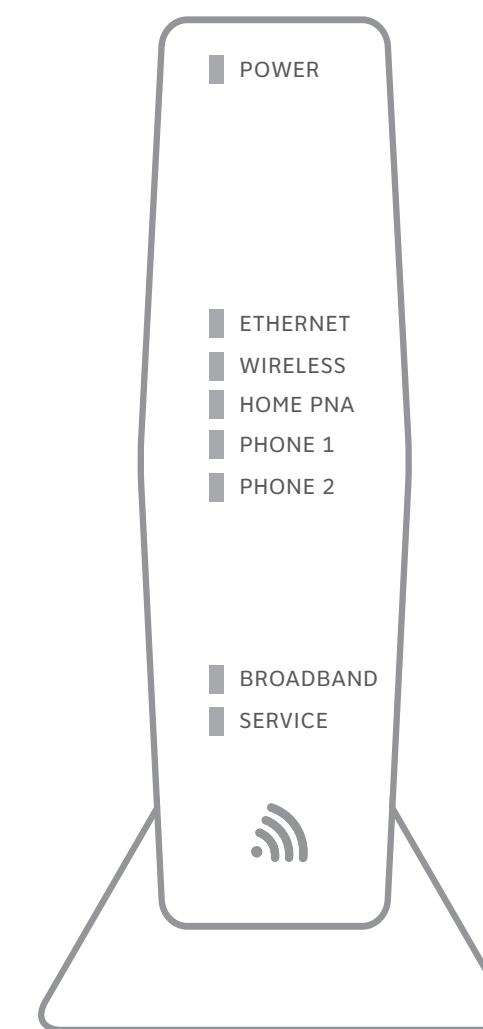 POWER
ETHERNET
WIRELESS
HOME PNA
PHONE 1
PHONE 2
BROADBAND
SERVICE